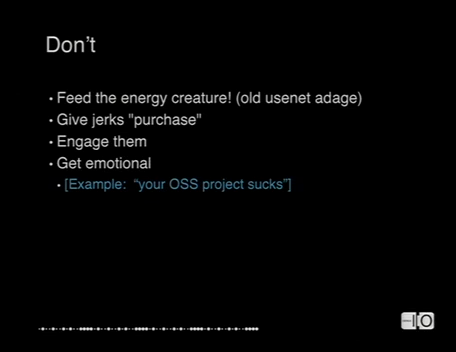 Don't
• Feed the energy creature! (old usenet adage)
• Give jerks "purchase"
• Engage them
• Get emotional
• [Example: “your OSS project sucks”]
IO